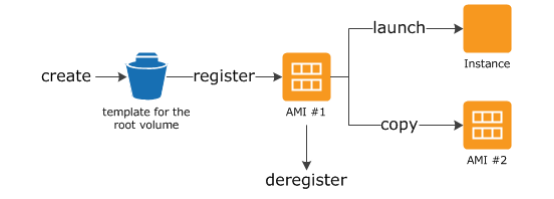 create
register
launch
Instance
template for the
root volume
AMI #1
copy
AMI #2
deregister